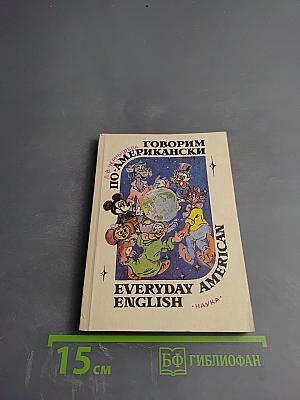 ГОВОРИМ
ПО-АМЕРИКАНСКИ
EVERYDAY AMERICAN
ENGLISH
•НАУКА•
15 см
БФ ГИБЛИОФАН